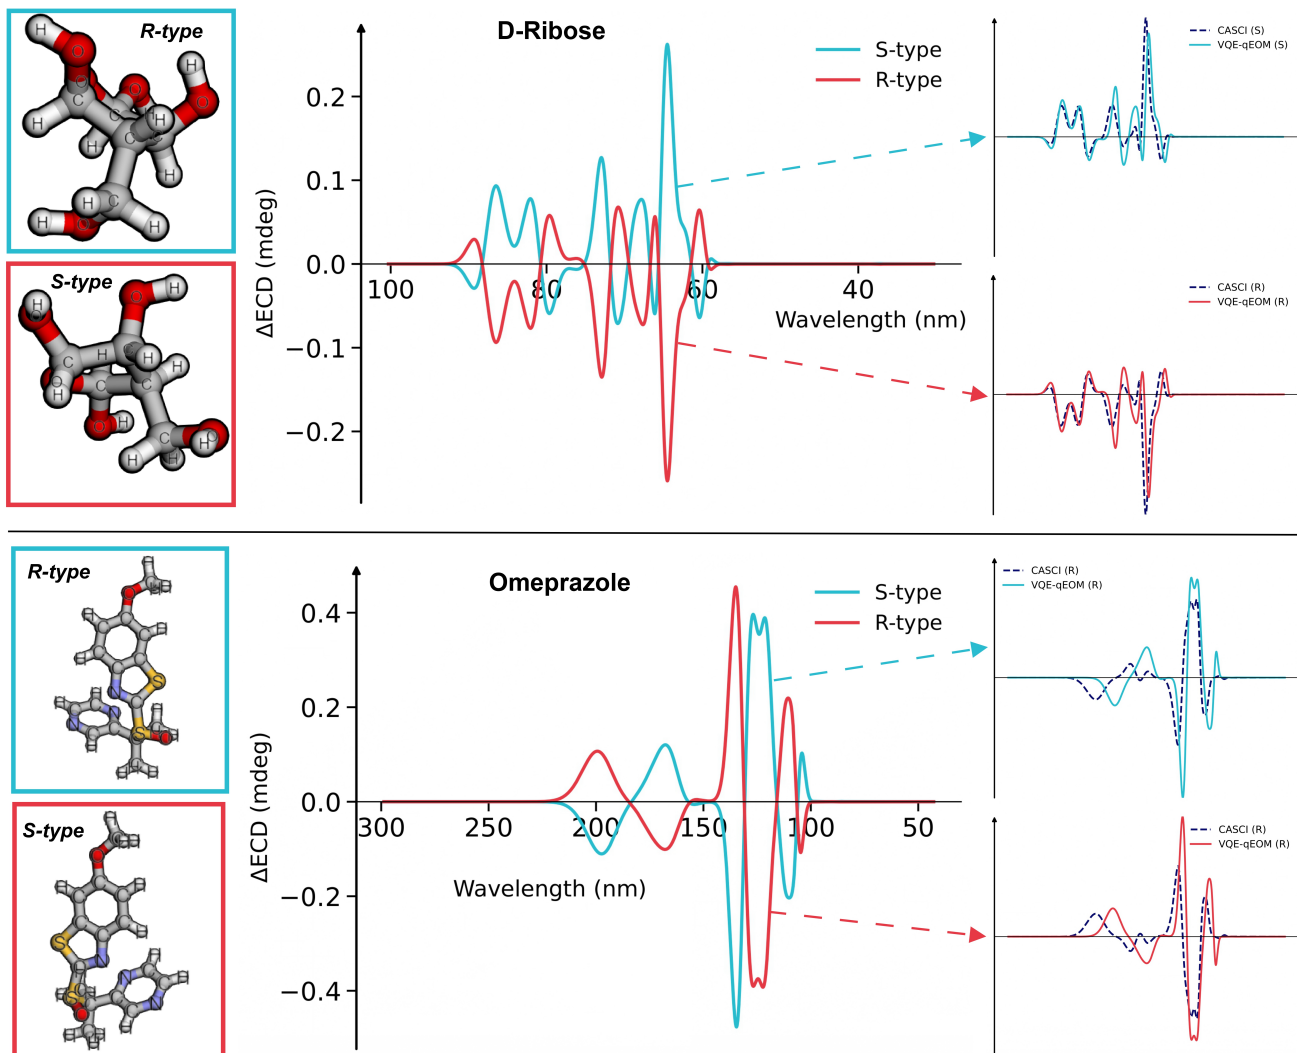 R-type
D-Ribose
S-type
R-type
CASCI (S)
VQE-qEOM (S)
0.2
0.1
0.0
−0.1
−0.2
ΔECD (mdeg)
100
80
60
40
Wavelength (nm)
S-type
CASCI (R)
VQE-qEOM (R)
R-type
Omeprazole
S-type
R-type
CASCI (R)
VQE-qEOM (R)
0.4
0.2
0.0
−0.2
−0.4
ΔECD (mdeg)
300
250
200
150
100
50
Wavelength (nm)
S-type
CASCI (R)
VQE-qEOM (R)